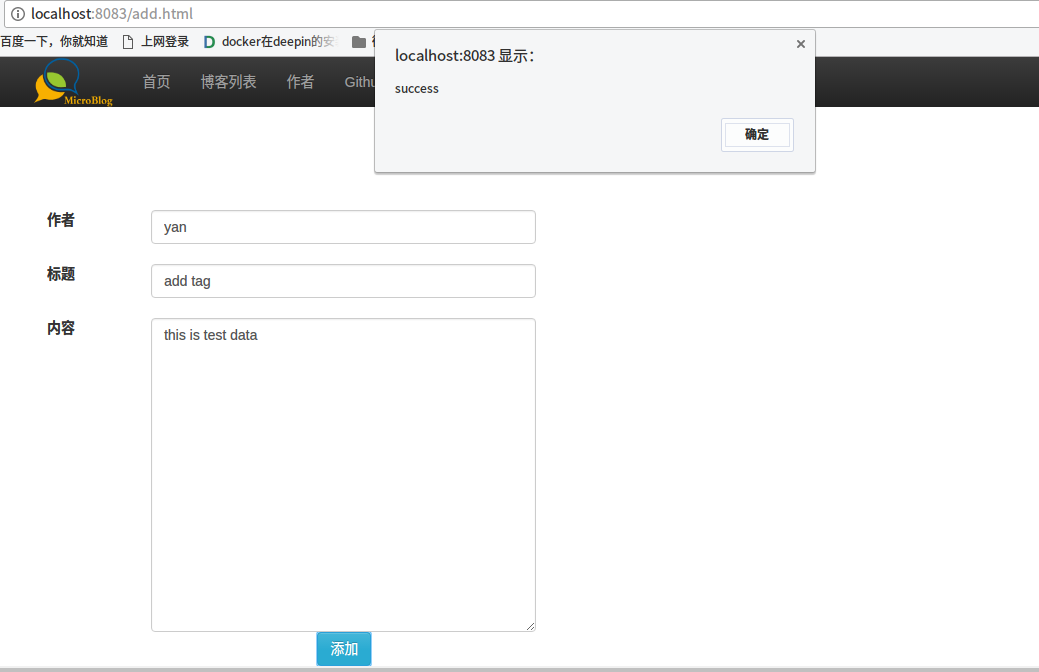 localhost:8083/add.html
百度一下，你就知道 上网登录 docker在deepin的安
localhost:8083 显示：
success
确定
MicroBlog 首页 博客列表 作者 Githu
作者 yan
标题 add tag
内容 this is test data
添加